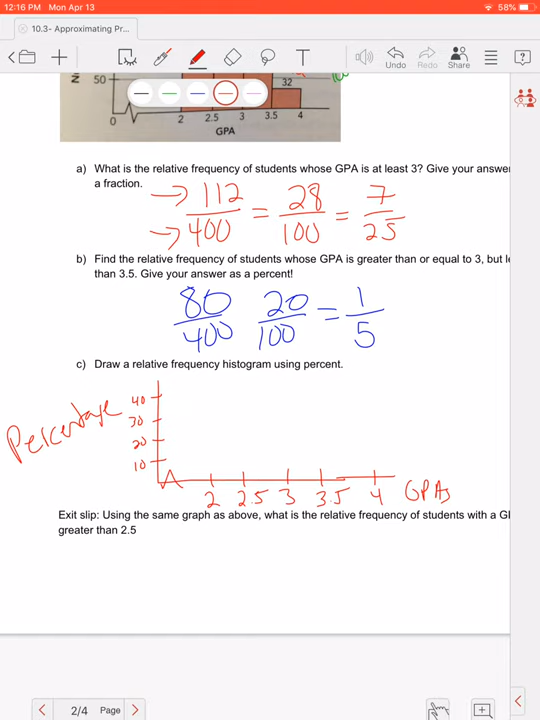 12:16 PM Mon Apr 13
58%
10.3- Approximating Pr...
T
Undo
Redo
Share
50
32
0
2 2.5 3 3.5 4
GPA
a) What is the relative frequency of students whose GPA is at least 3? Give your answer
a fraction.
→ 112/→ 400 = 28/100 = 7/25
b) Find the relative frequency of students whose GPA is greater than or equal to 3, but
than 3.5. Give your answer as a percent!
80/400 20/100 = 1/5
c) Draw a relative frequency histogram using percent.
Percentage
40
30
20
10
2 2.5 3 3.5 4 GPAs
Exit slip: Using the same graph as above, what is the relative frequency of students with a
greater than 2.5
2/4 Page